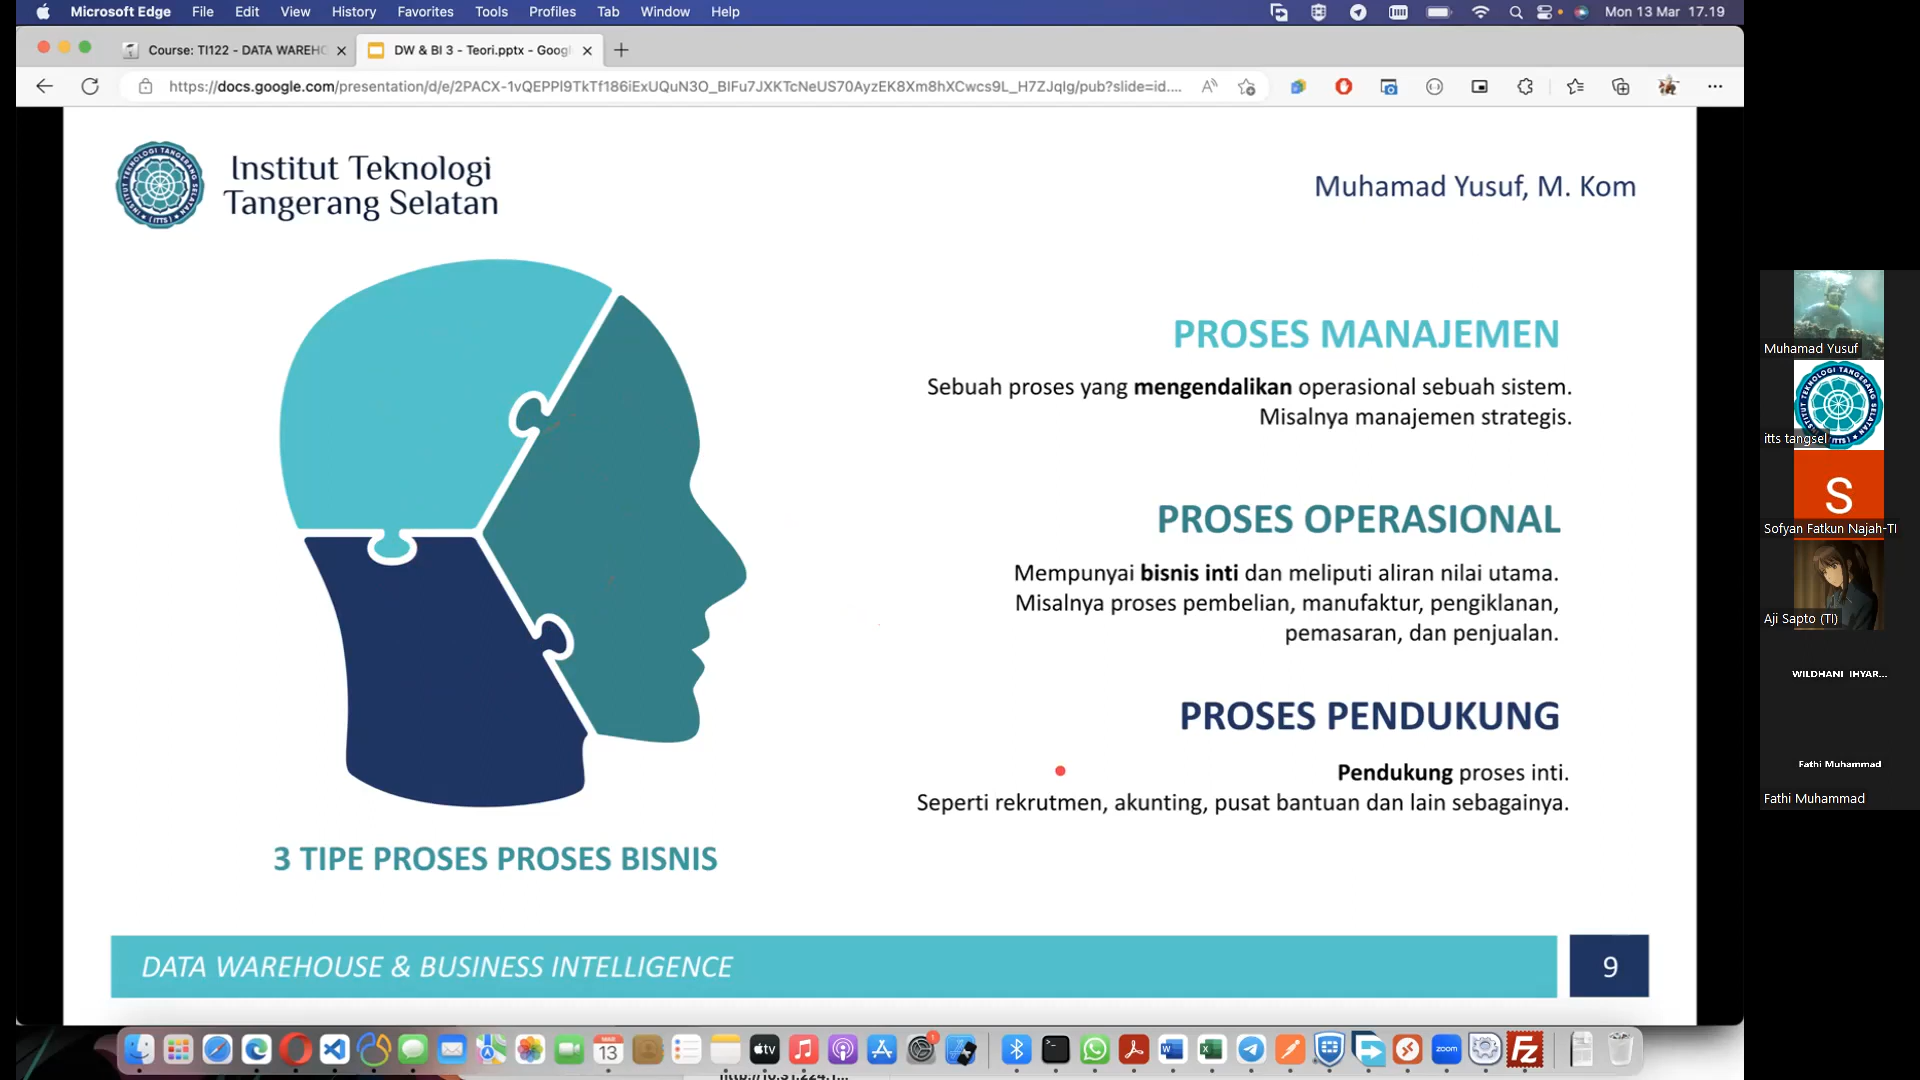 Microsoft Edge File Edit View History Favorites Tools Profiles Tab Window Help Mon 13 Mar 17.19
Course: TI122 - DATA WAREHO
DW & BI 3 - Teori.pptx - Goog
https://docs.google.com/presentation/d/e/2PACX-1vQEPPl9TkTf186iExUQuN3O_BIFu7JXKTcNeUS70AyzEK8Xm8hXCwcs9L_H7ZJqIg/pub?slide=id....
Institut Teknologi
Tangerang Selatan
Muhamad Yusuf, M. Kom
PROSES MANAJEMEN
Sebuah proses yang mengendalikan operasional sebuah sistem.
Misalnya manajemen strategis.
PROSES OPERASIONAL
Mempunyai bisnis inti dan meliputi aliran nilai utama.
Misalnya proses pembelian, manufaktur, pengiklanan,
pemasaran, dan penjualan.
PROSES PENDUKUNG
Pendukung proses inti.
Seperti rekrutmen, akunting, pusat bantuan dan lain sebagainya.
3 TIPE PROSES PROSES BISNIS
DATA WAREHOUSE & BUSINESS INTELLIGENCE
9
Muhamad Yusuf
itts tangsel
S
Sofyan Fatkun Najah-TI
Aji Sapto (TI)
WILDHANI IHYAR...
Fathi Muhammad
Fathi Muhammad
13
tv
zoom